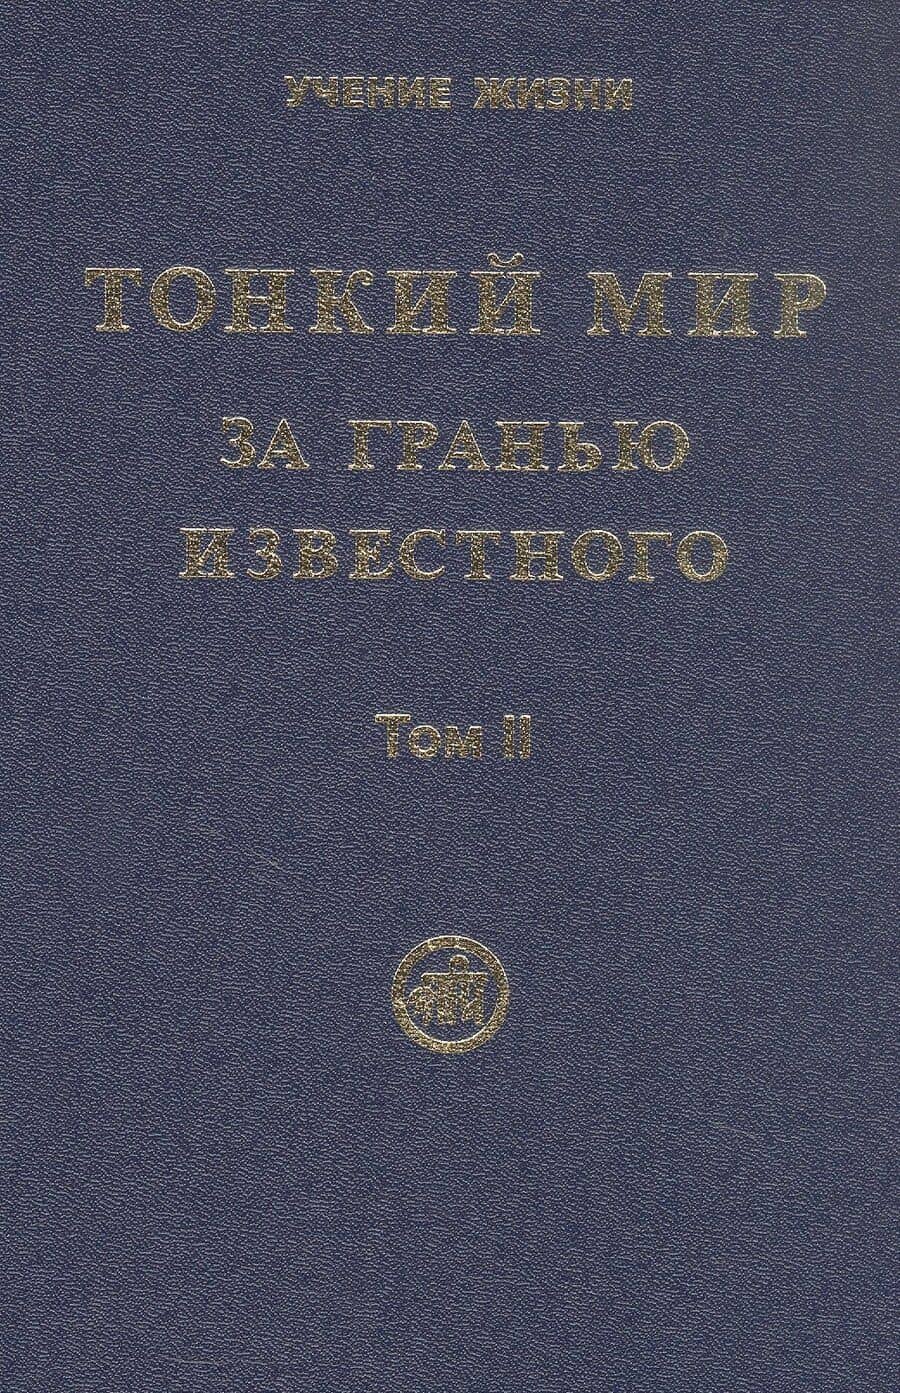 УЧЕНИЕ ЖИЗНИ
ТОНКИЙ МИР
ЗА ГРАНЬЮ
ИЗВЕСТНОГО
Том II